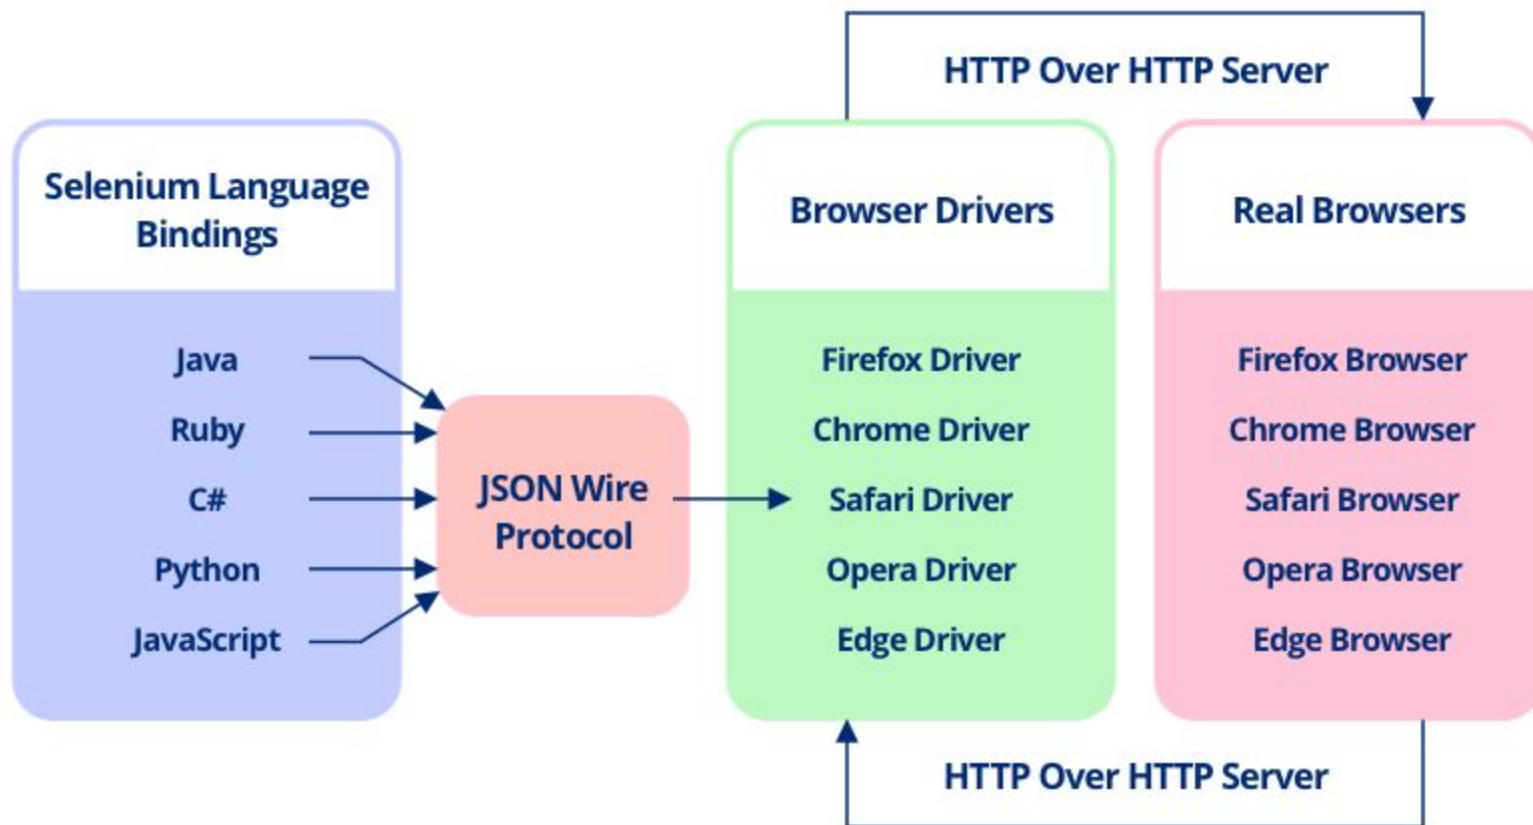 HTTP Over HTTP Server
Selenium Language
Bindings
Java
Ruby
C#
Python
JavaScript
JSON Wire
Protocol
Browser Drivers
Firefox Driver
Chrome Driver
Safari Driver
Opera Driver
Edge Driver
Real Browsers
Firefox Browser
Chrome Browser
Safari Browser
Opera Browser
Edge Browser
HTTP Over HTTP Server